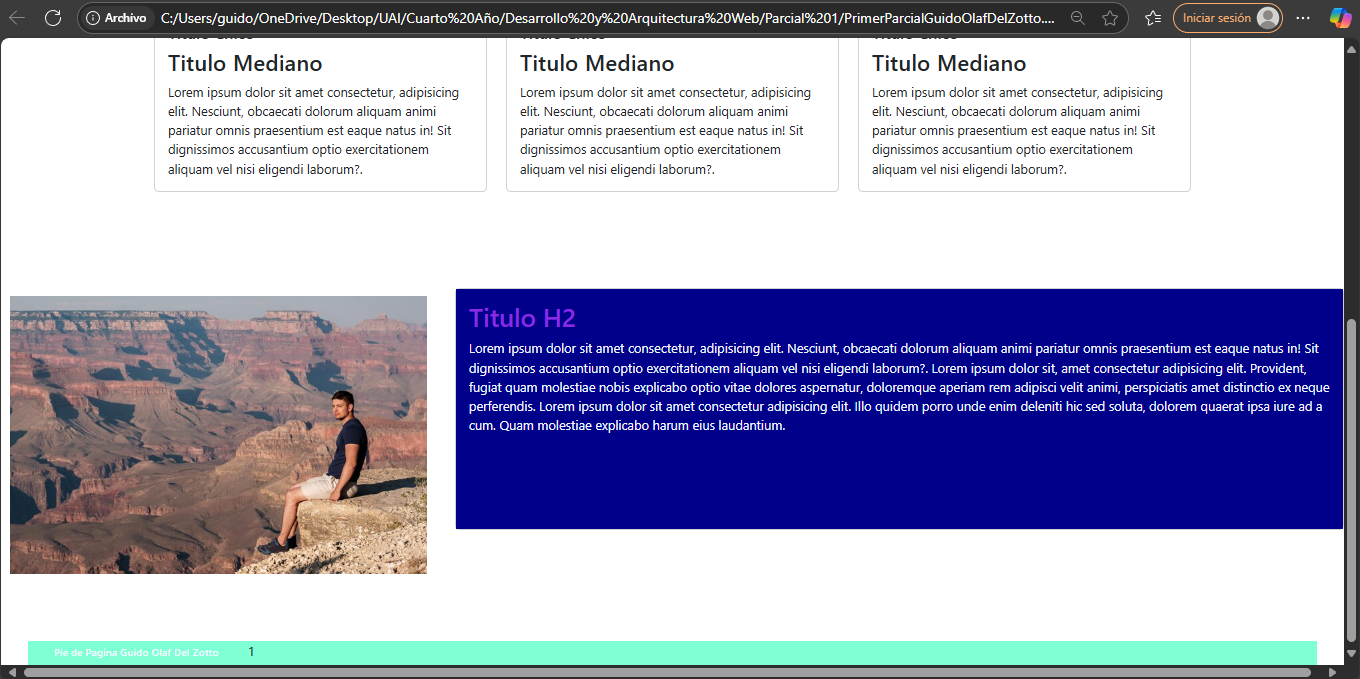 Archivo
C:/Users/guido/OneDrive/Desktop/UAI/Cuarto%20Año/Desarrollo%20y%20Arquitectura%20Web/Parcial%201/PrimerParcialGuidoOlafDelZotto....
Iniciar sesión
Titulo Mediano
Lorem ipsum dolor sit amet consectetur, adipisicing
elit. Nesciunt, obcaecati dolorum aliquam animi
pariatur omnis praesentium est eaque natus in! Sit
dignissimos accusantium optio exercitationem
aliquam vel nisi eligendi laborum?.
Titulo Mediano
Lorem ipsum dolor sit amet consectetur, adipisicing
elit. Nesciunt, obcaecati dolorum aliquam animi
pariatur omnis praesentium est eaque natus in! Sit
dignissimos accusantium optio exercitationem
aliquam vel nisi eligendi laborum?.
Titulo Mediano
Lorem ipsum dolor sit amet consectetur, adipisicing
elit. Nesciunt, obcaecati dolorum aliquam animi
pariatur omnis praesentium est eaque natus in! Sit
dignissimos accusantium optio exercitationem
aliquam vel nisi eligendi laborum?.
Titulo H2
Lorem ipsum dolor sit amet consectetur, adipisicing elit. Nesciunt, obcaecati dolorum aliquam animi pariatur omnis praesentium est eaque natus in! Sit
dignissimos accusantium optio exercitationem aliquam vel nisi eligendi laborum?. Lorem ipsum dolor sit, amet consectetur adipisicing elit. Provident,
fugiat quam molestiae nobis explicabo optio vitae dolores aspernatur, doloremque aperiam rem adipisci velit animi, perspiciatis amet distinctio ex neque
perferendis. Lorem ipsum dolor sit amet consectetur adipisicing elit. Illo quidem porro unde enim deleniti hic sed soluta, dolorem quaerat ipsa iure ad a
cum. Quam molestiae explicabo harum eius laudantium.
Pie de Pagina Guido Olaf Del Zotto 1